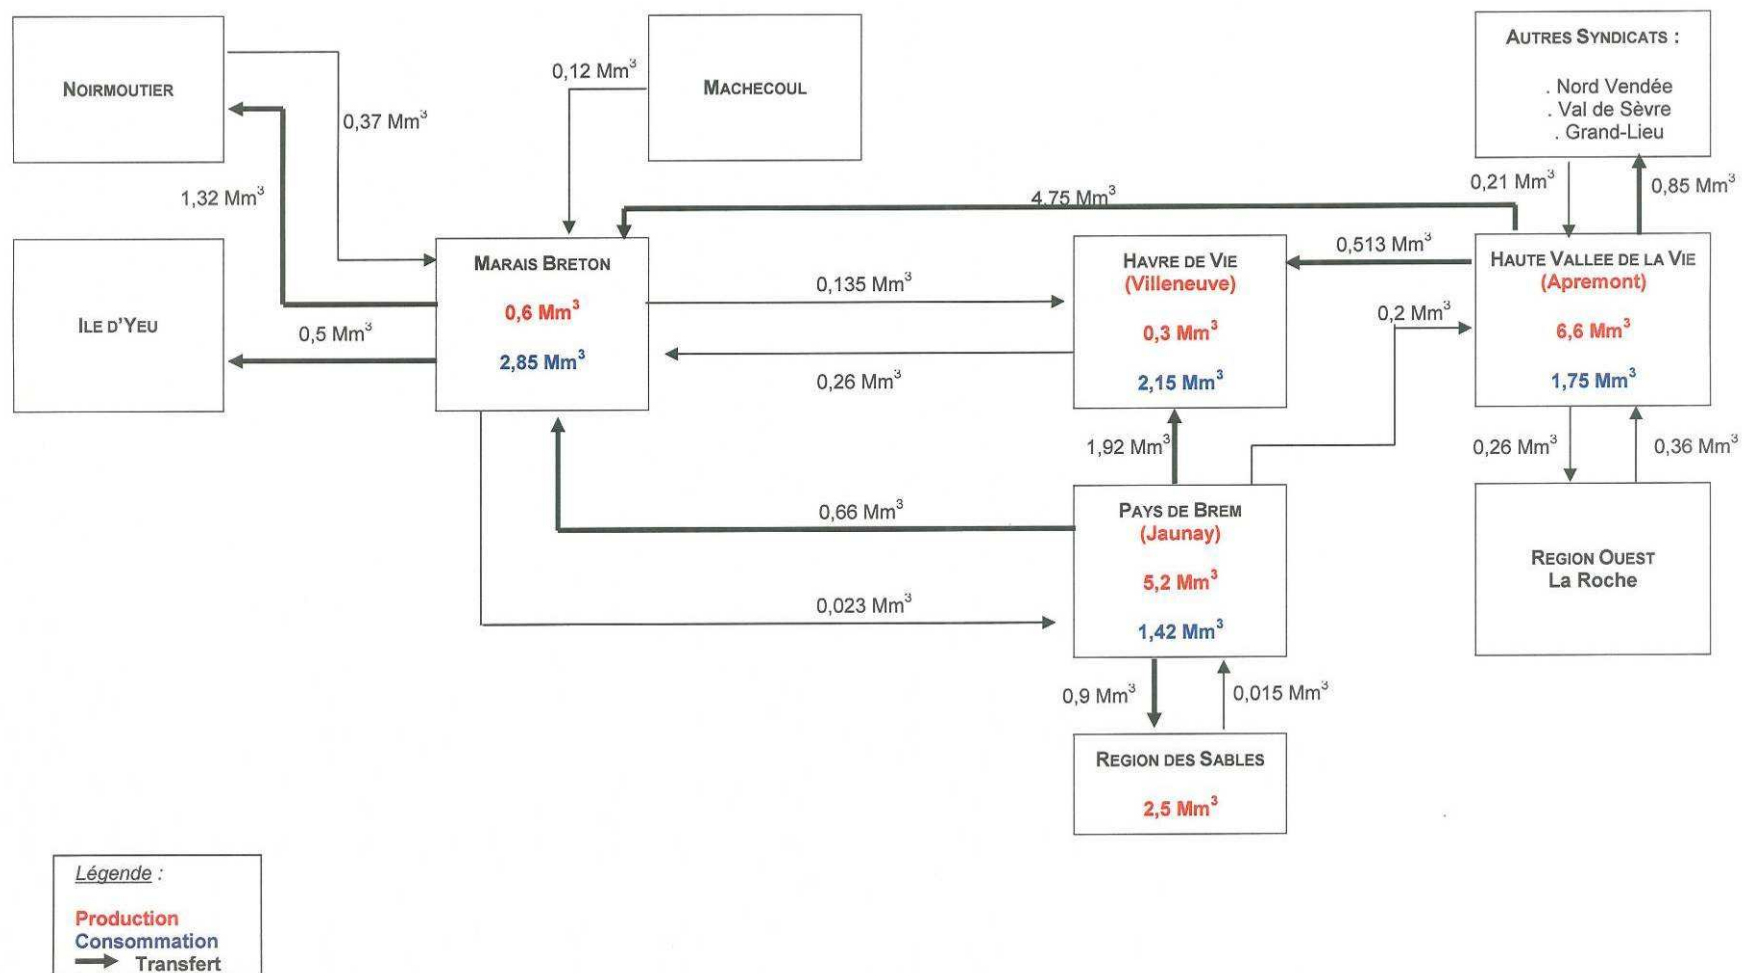 NOIRMOUTIER
0,37 Mm³
1,32 Mm³
0,12 Mm³
MACHECOUL
AUTRES SYNDICATS :
. Nord Vendée
. Val de Sèvre
. Grand-Lieu
0,21 Mm³
0,85 Mm³
4.75 Mm³
ILE D'YEU
0,5 Mm³
MARAIS BRETON
0,6 Mm³
2,85 Mm³
0,135 Mm³
0,26 Mm³
HAVRE DE VIE
(Villeneuve)
0,3 Mm³
2,15 Mm³
0,513 Mm³
0,2 Mm³
HAUTE VALLEE DE LA VIE
(Apremont)
6,6 Mm³
1,75 Mm³
1,92 Mm³
0,26 Mm³
0,36 Mm³
0,66 Mm³
0,023 Mm³
PAYS DE BREM
(Jaunay)
5,2 Mm³
1,42 Mm³
REGION OUEST
La Roche
0,9 Mm³
0,015 Mm³
REGION DES SABLES
2,5 Mm³
Légende :
Production
Consommation
Transfert